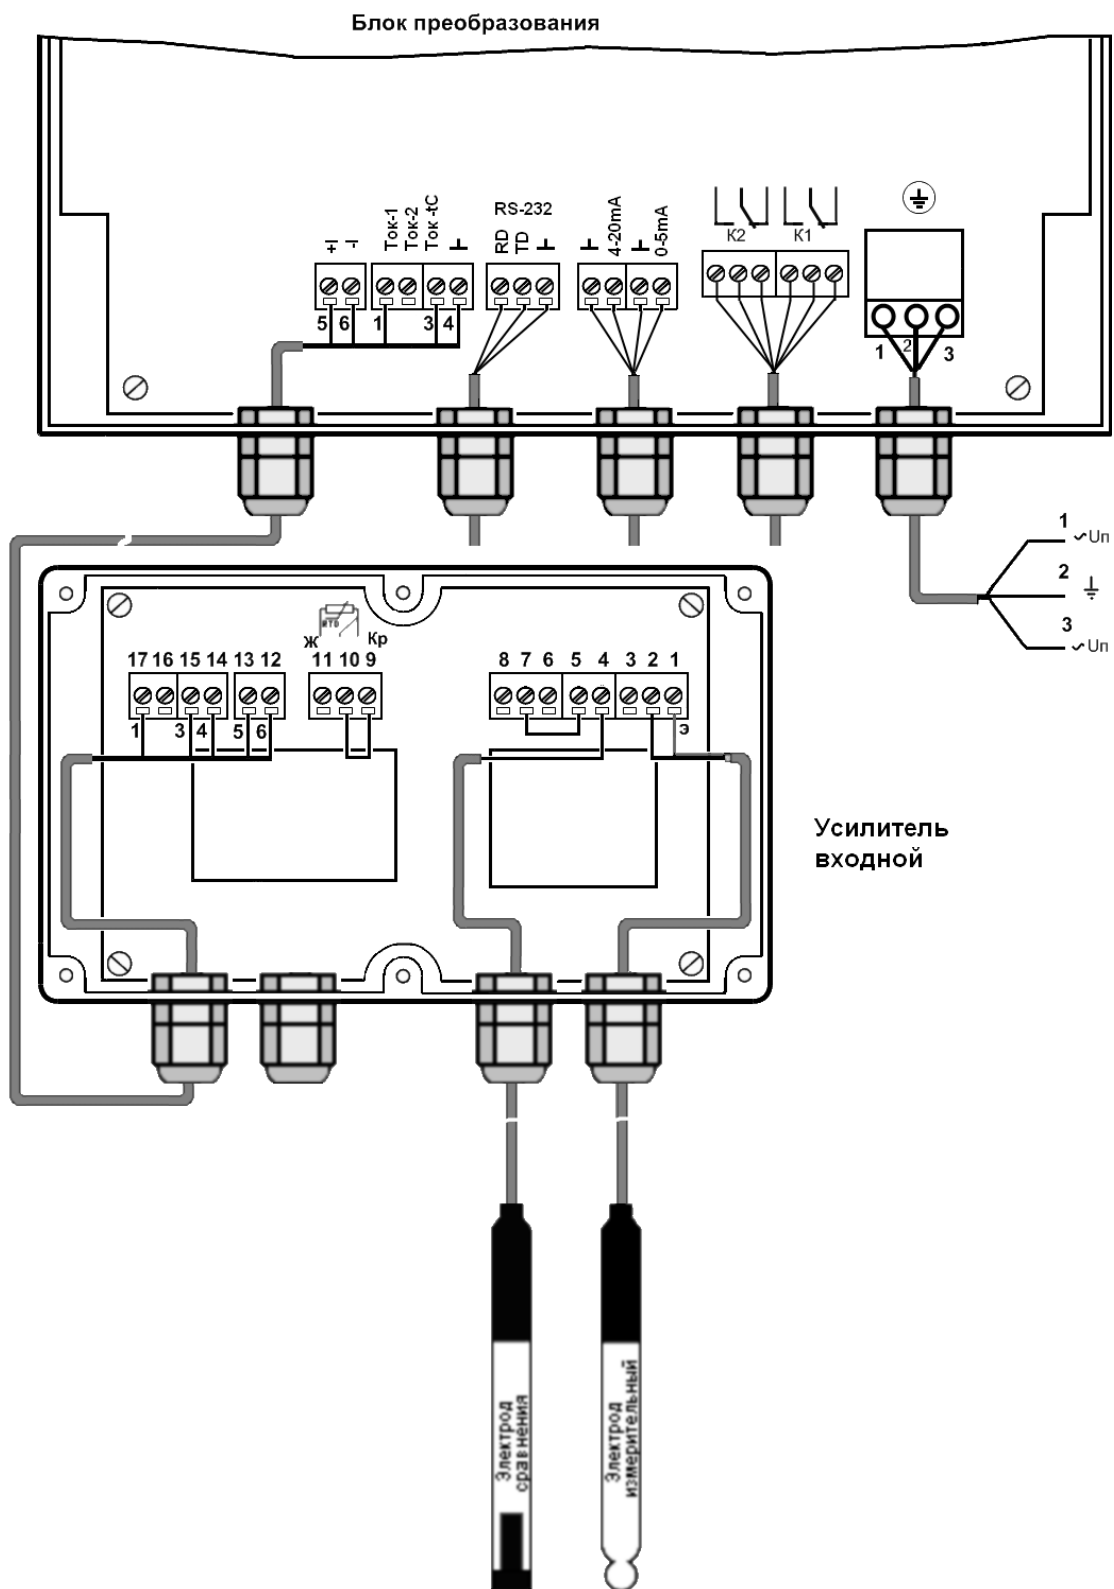 Блок преобразования
+I
-I
Ток-1
Ток-2
Ток-tC
RS-232
RD
TD
4-20mA
0-5mA
K2
K1
5 6 1 3 4
1 2 3
1 ~Uп
2
3 ~Uп
ИТО
Ж
Кр
17 16 15 14 13 12 11 10 9
8 7 6 5 4 3 2 1
1 3 4 5 6
Э
Усилитель
входной
Электрод
сравнения
Электрод
измерительный